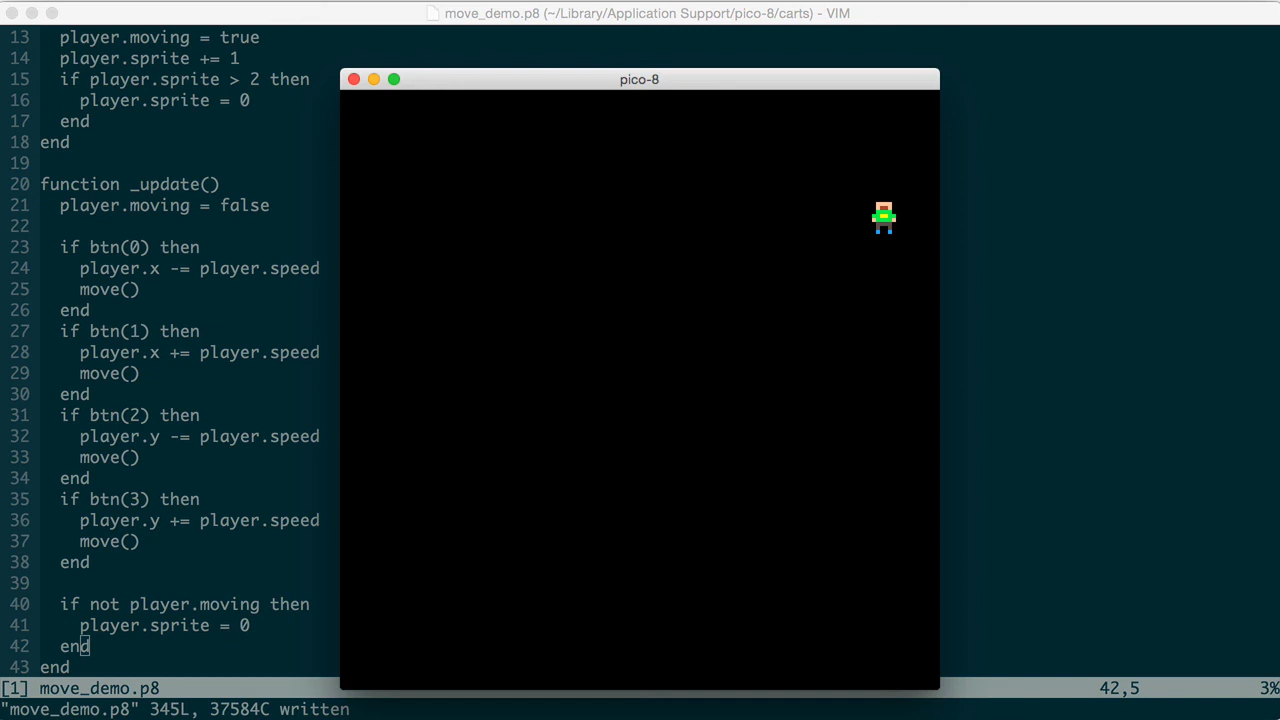 move_demo.p8 (~/Library/Application Support/pico-8/carts) - VIM
13 player.moving = true
14 player.sprite += 1
15 if player.sprite > 2 then
16 player.sprite = 0
17 end
18 end
19
20 function _update()
21 player.moving = false
22
23 if btn(0) then
24 player.x -= player.speed
25 move()
26 end
27 if btn(1) then
28 player.x += player.speed
29 move()
30 end
31 if btn(2) then
32 player.y -= player.speed
33 move()
34 end
35 if btn(3) then
36 player.y += player.speed
37 move()
38 end
39
40 if not player.moving then
41 player.sprite = 0
42 end
43 end
[1] move_demo.p8 42,5 3%
"move_demo.p8" 345L, 37584C written
pico-8